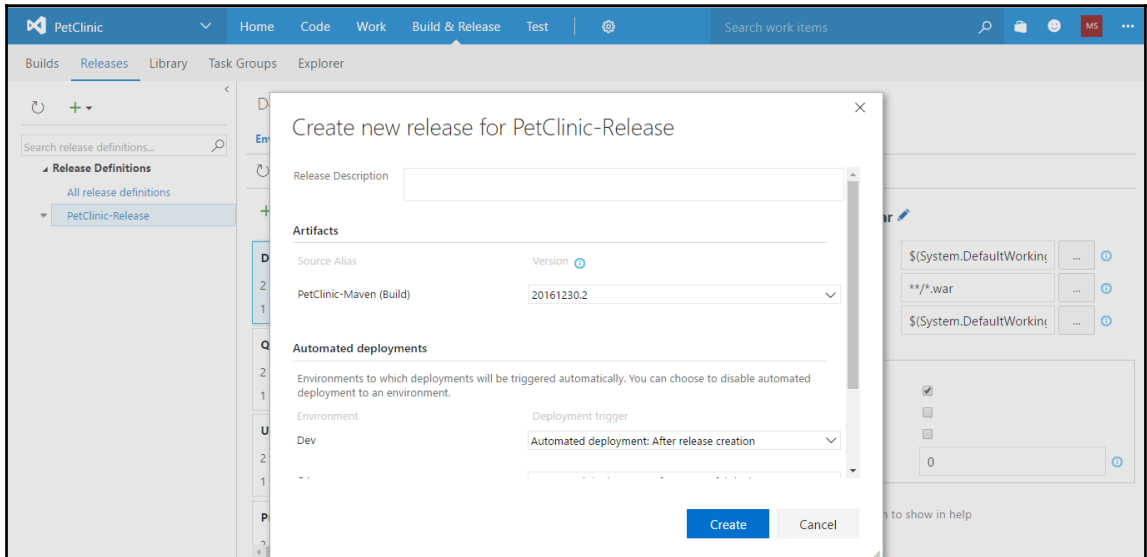 PetClinic Home Code Work Build & Release Test Search work items MS
Builds Releases Library Task Groups Explorer
Search release definitions...
Release Definitions
All release definitions
PetClinic-Release
Create new release for PetClinic-Release
Release Description
Artifacts
Source Alias Version
PetClinic-Maven (Build) 20161230.2
Automated deployments
Environments to which deployments will be triggered automatically. You can choose to disable automated
deployment to an environment.
Environment Deployment trigger
Dev Automated deployment: After release creation
Create Cancel
$(System.DefaultWorking ...
**/*.war ...
$(System.DefaultWorking ...
0
to show in help